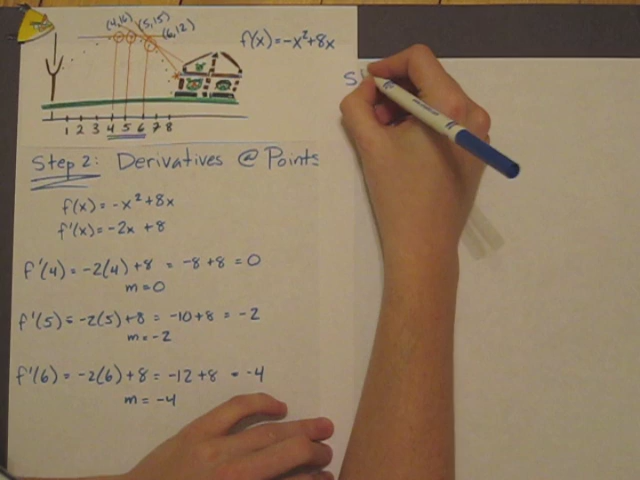 (4,16) (5,15)
(6,12)
f(x)=-x²+8x
1 2 3 4 5 6 7 8
Step 2: Derivatives @ Points
f(x) = -x²+8x
f'(x) = -2x +8
f'(4) = -2(4)+8 = -8+8 = 0
m=0
f'(5) = -2(5)+8 = -10+8 = -2
m=-2
f'(6) = -2(6)+8 = -12+8 = -4
m=-4